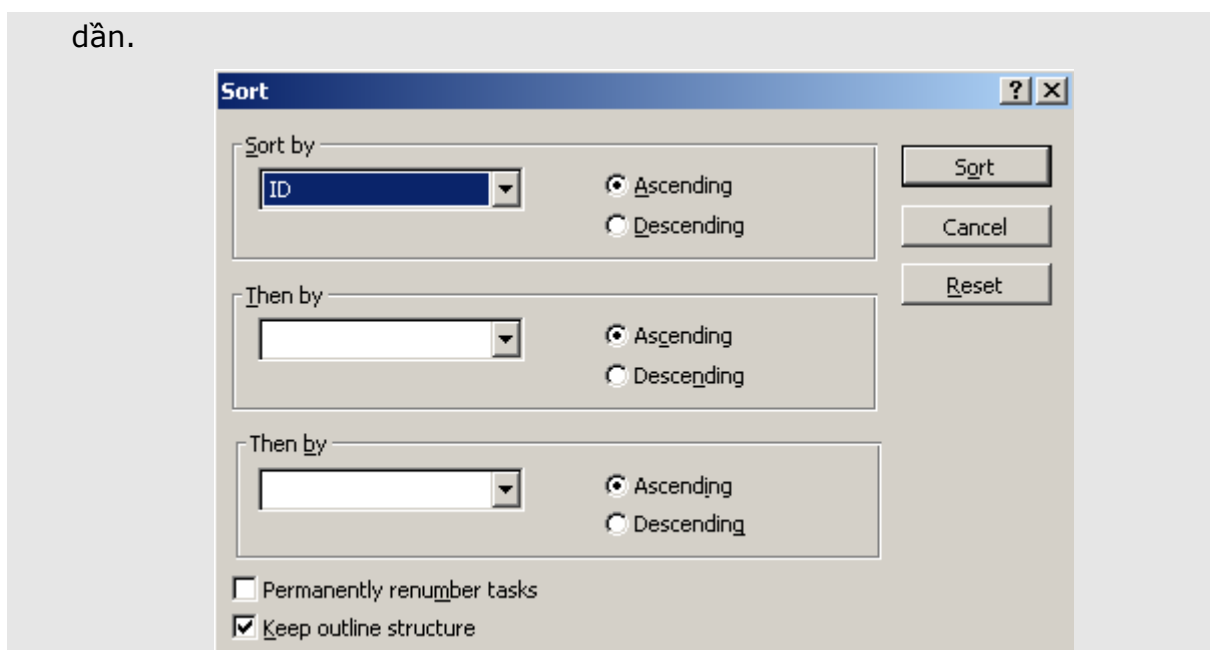 dần.
Sort
Sort by
ID
Ascending
Descending
Sort
Cancel
Reset
Then by
Ascending
Descending
Then by
Ascending
Descending
Permanently renumber tasks
Keep outline structure